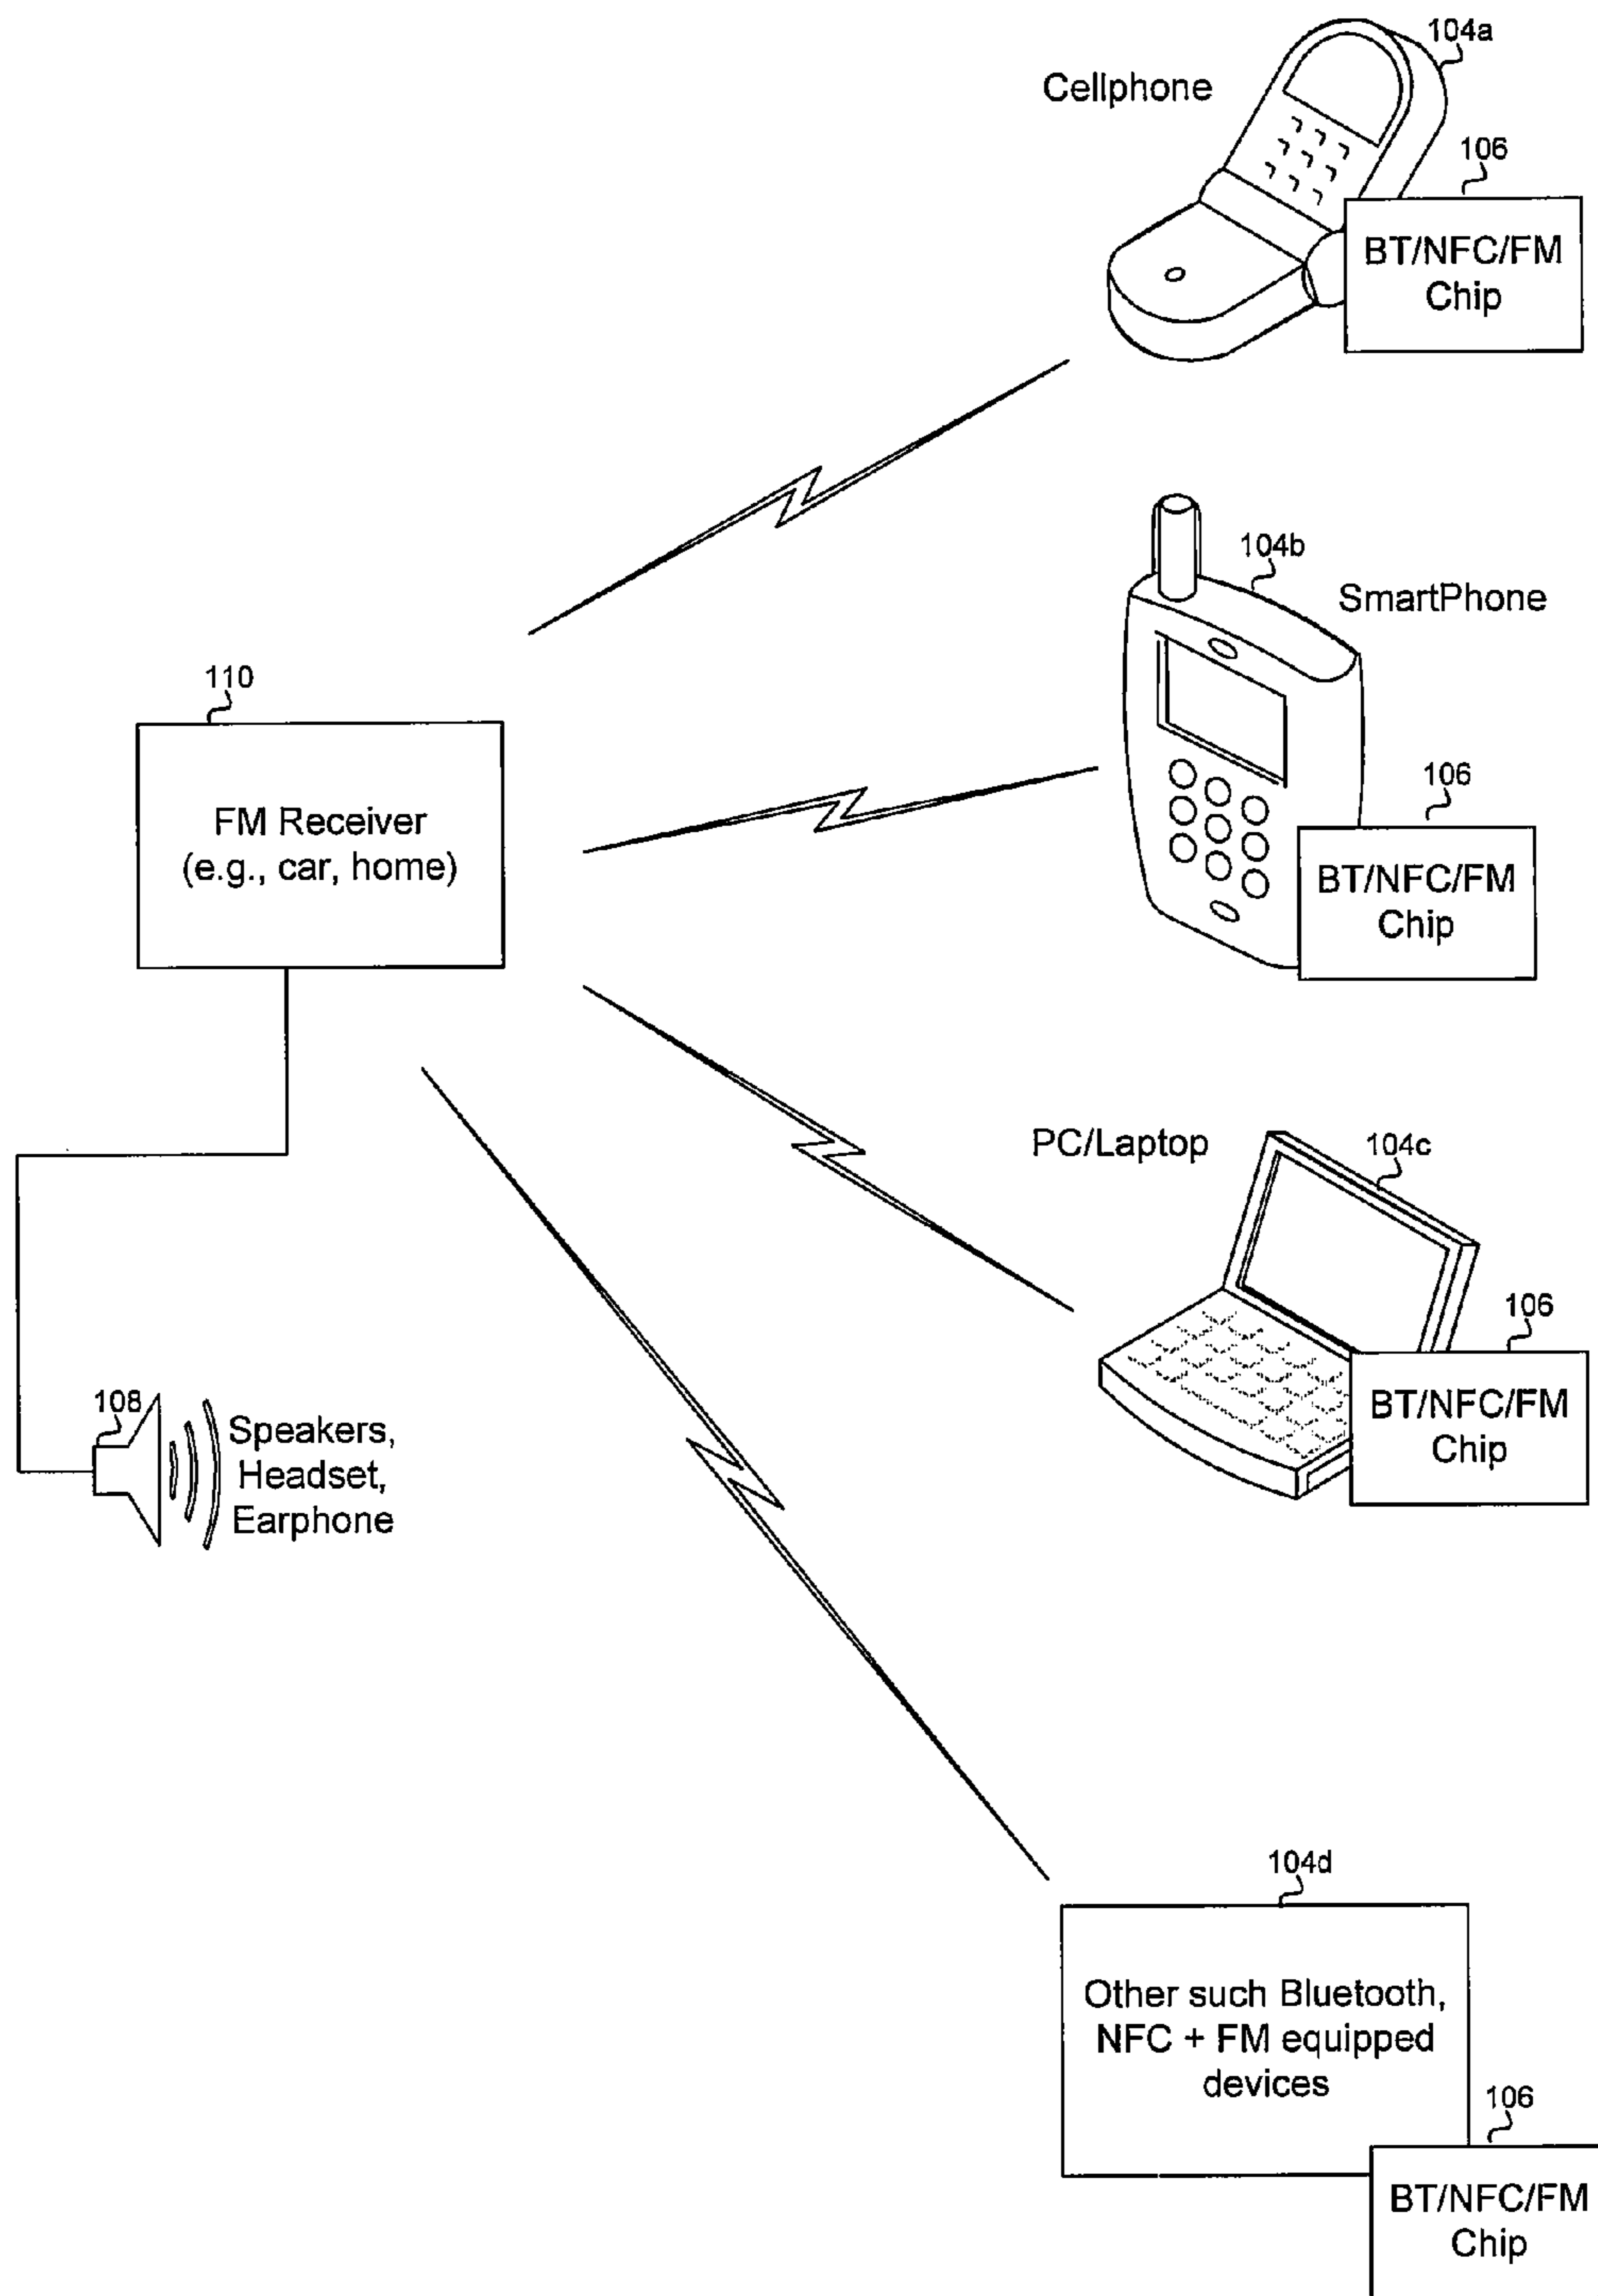 104a
Cellphone
106
BT/NFC/FM
Chip
104b
SmartPhone
110
FM Receiver
(e.g., car, home)
106
BT/NFC/FM
Chip
PC/Laptop
104c
106
BT/NFC/FM
Chip
108
Speakers,
Headset,
Earphone
104d
Other such Bluetooth,
NFC + FM equipped
devices
106
BT/NFC/FM
Chip